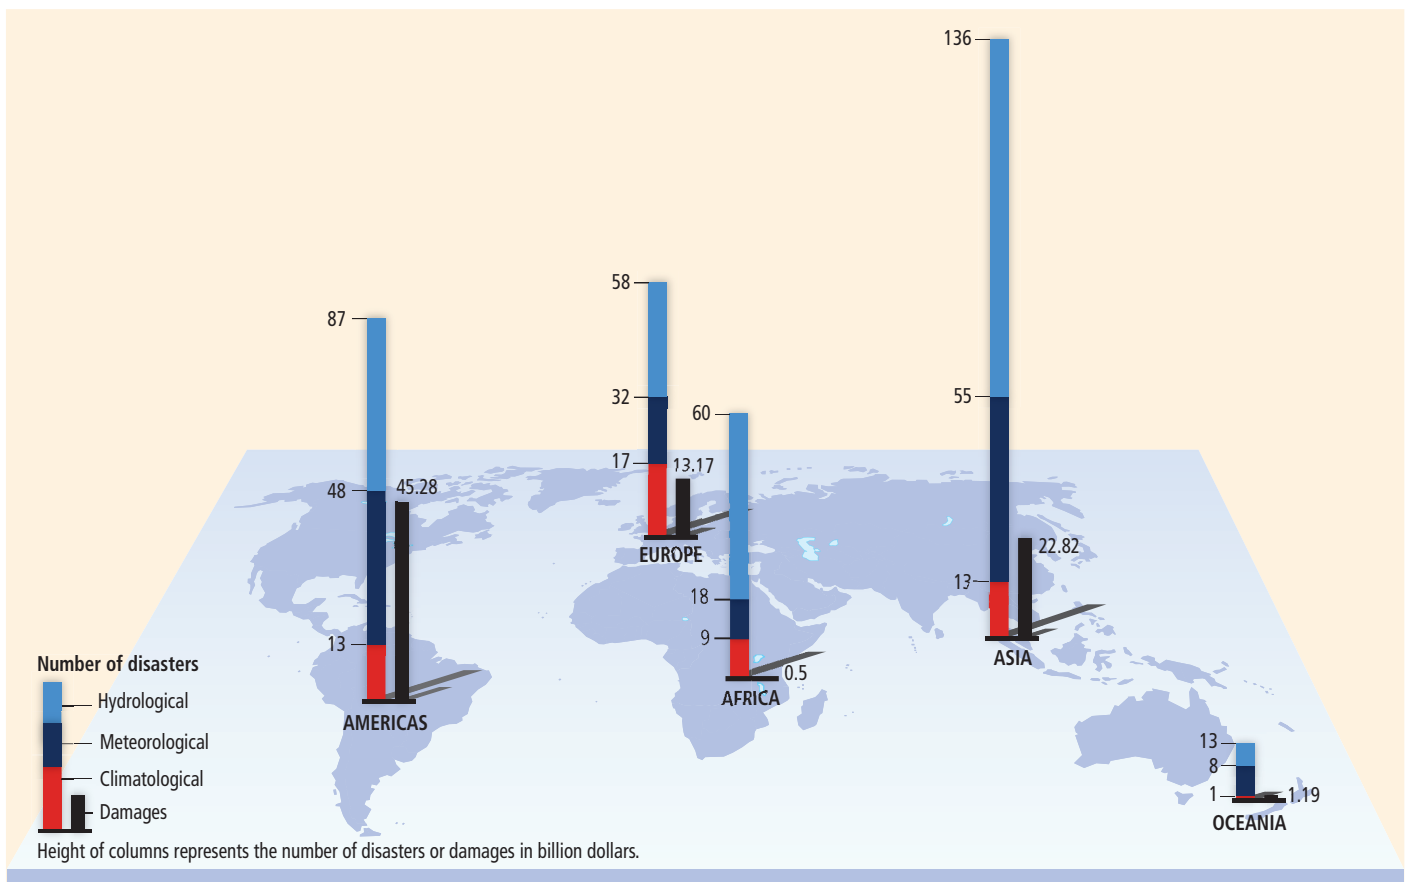 136
58
87
32
55
60
17
13.17
48
45.28
22.82
EUROPE
13
18
9
13
ASIA
0.5
AFRICA
AMERICAS
Number of disasters
Hydrological
Meteorological
Climatological
Damages
13
8
1
1.19
OCEANIA
Height of columns represents the number of disasters or damages in billion dollars.